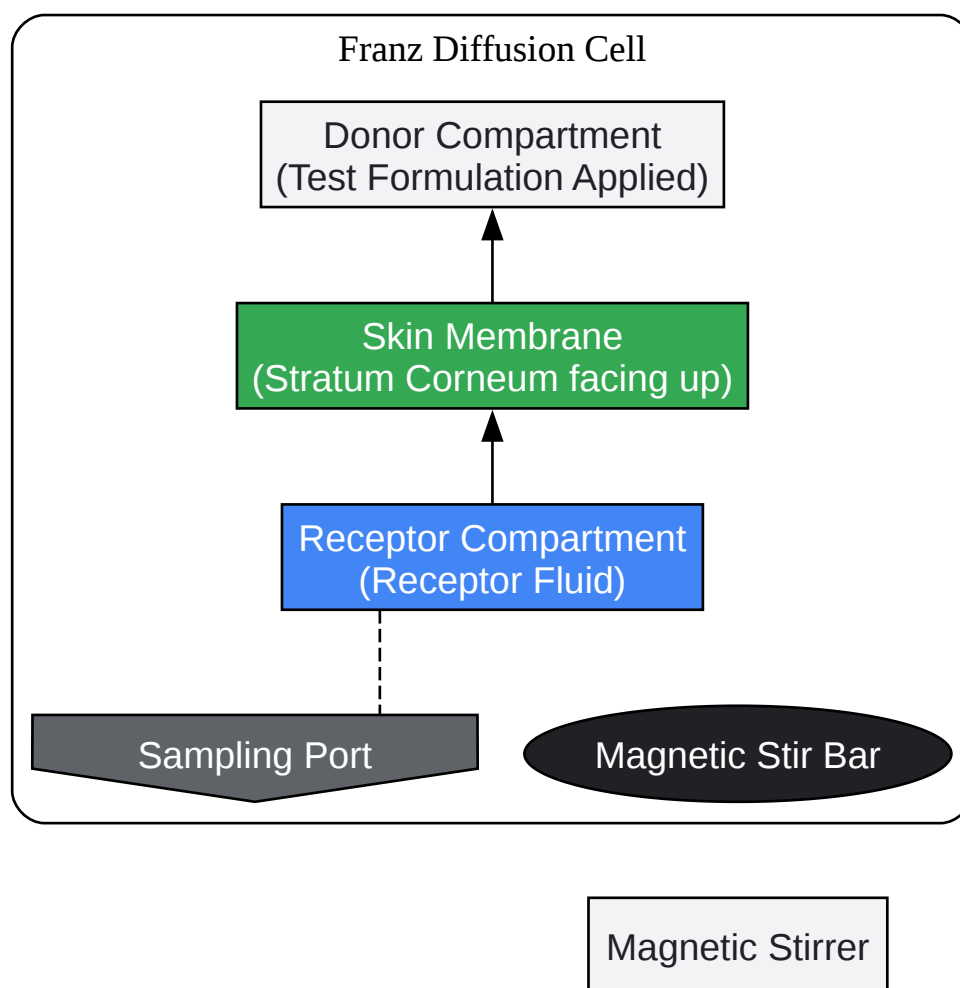 Franz Diffusion Cell
Donor Compartment
(Test Formulation Applied)
Skin Membrane
(Stratum Corneum facing up)
Receptor Compartment
(Receptor Fluid)
Sampling Port
Magnetic Stir Bar
Magnetic Stirrer